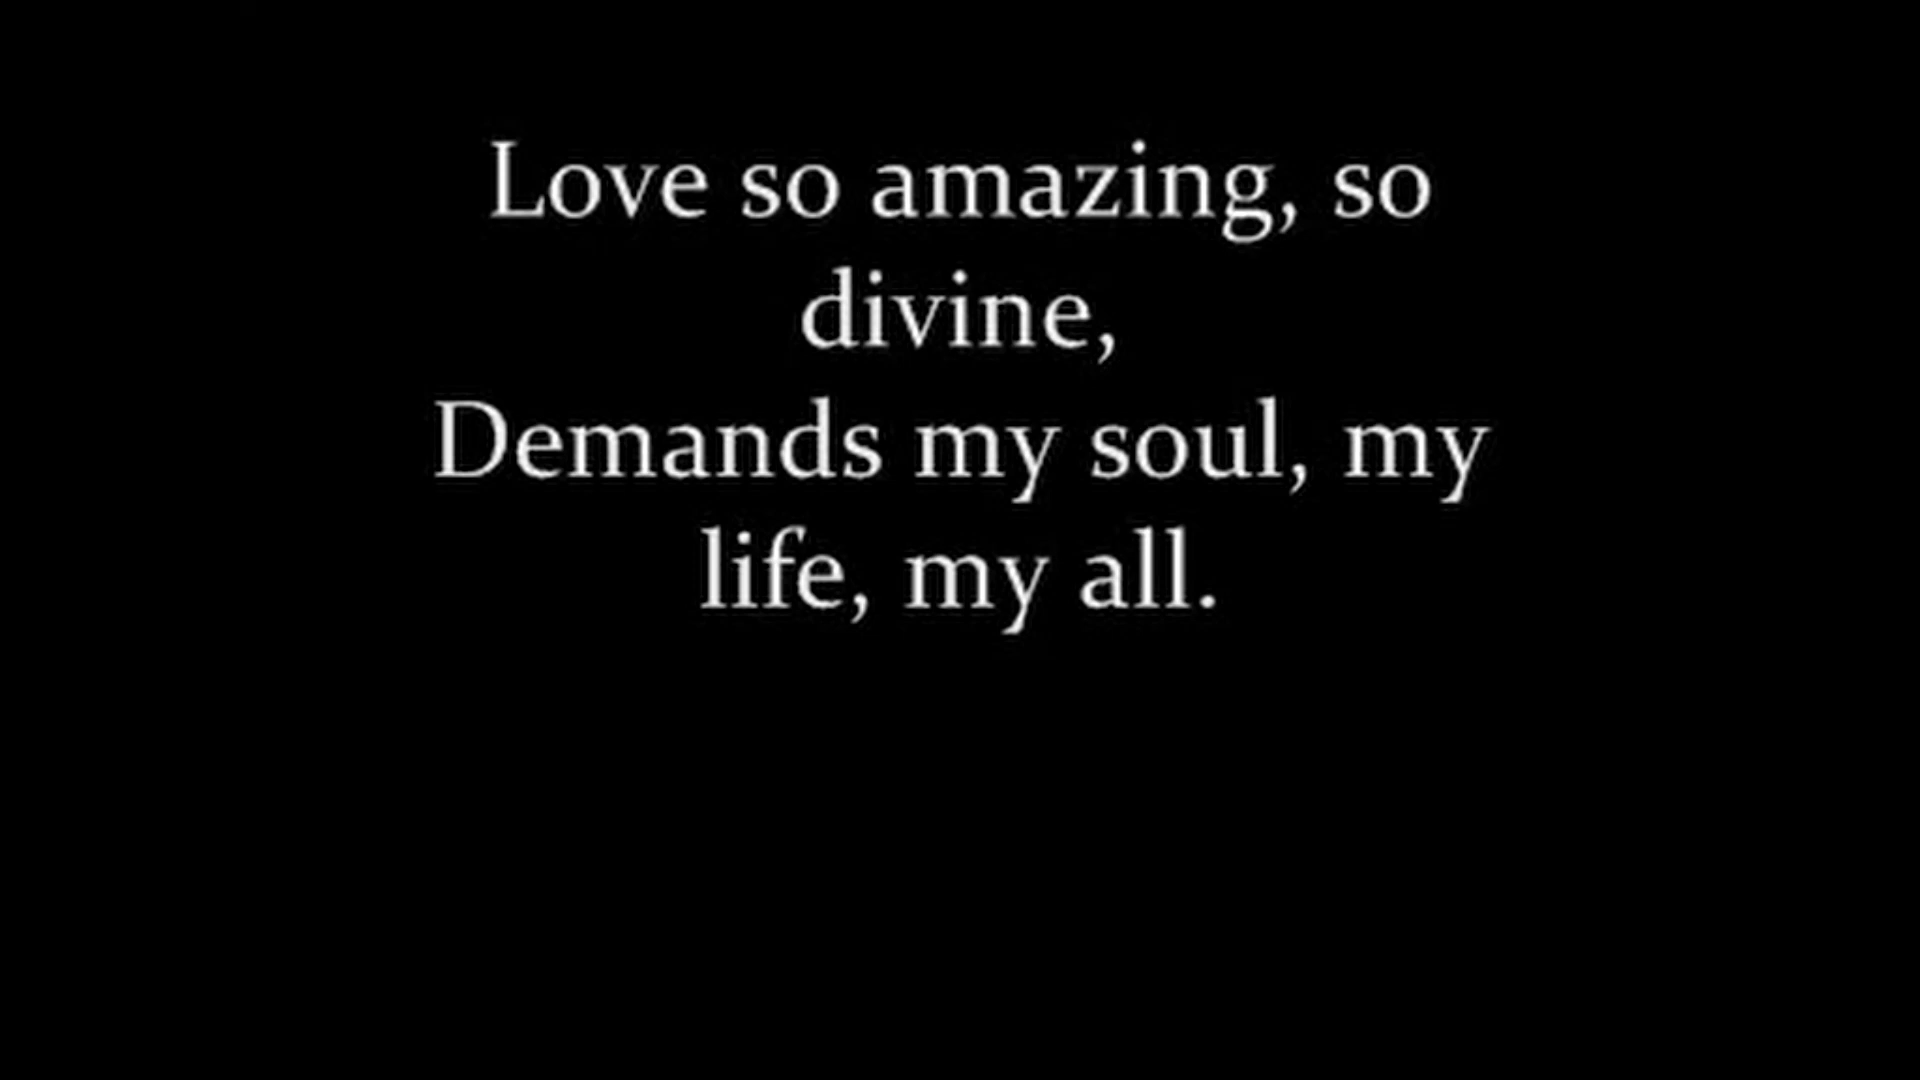 Love so amazing, so
divine,
Demands my soul, my
life, my all.